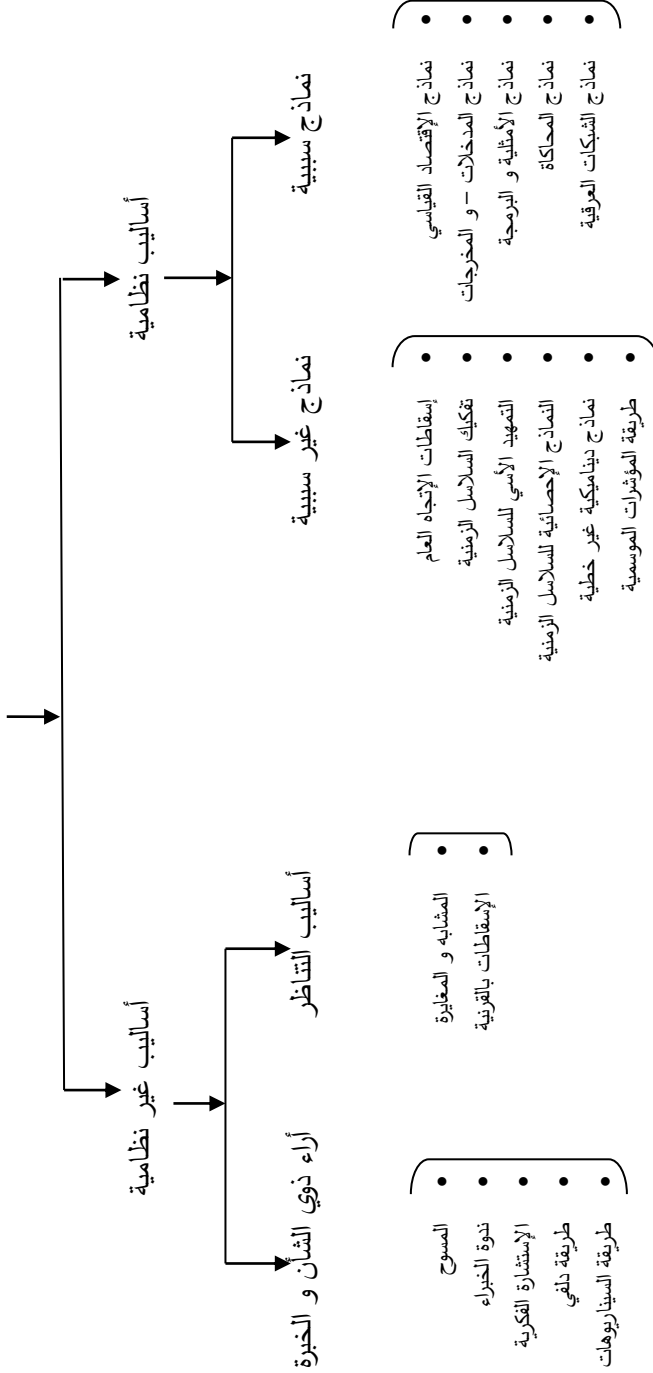 أساليب نظامية
أساليب غير نظامية
نماذج سببية
نماذج غير سببية
أساليب التناظر
أراء ذوي الشأن و الخبرة
نماذج الإقتصاد القياسي
نماذج المدخلات – و المخرجات
نماذج الأمثلية و البرمجة
نماذج المحاكاة
نماذج الشبكات العرقية
إسقاطات الإتجاه العام
تفكيك السلاسل الزمنية
التمهيد الأسي للسلاسل الزمنية
النماذج الإحصائية للسلاسل الزمنية
نماذج ديناميكية غير خطية
طريقة المؤشرات الموسمية
المشابه و المغايرة
الإسقاطات بالقرنية
المسوح
ندوة الخبراء
الإستشارة الفكرية
طريقة دلفي
طريقة السيناريوهات